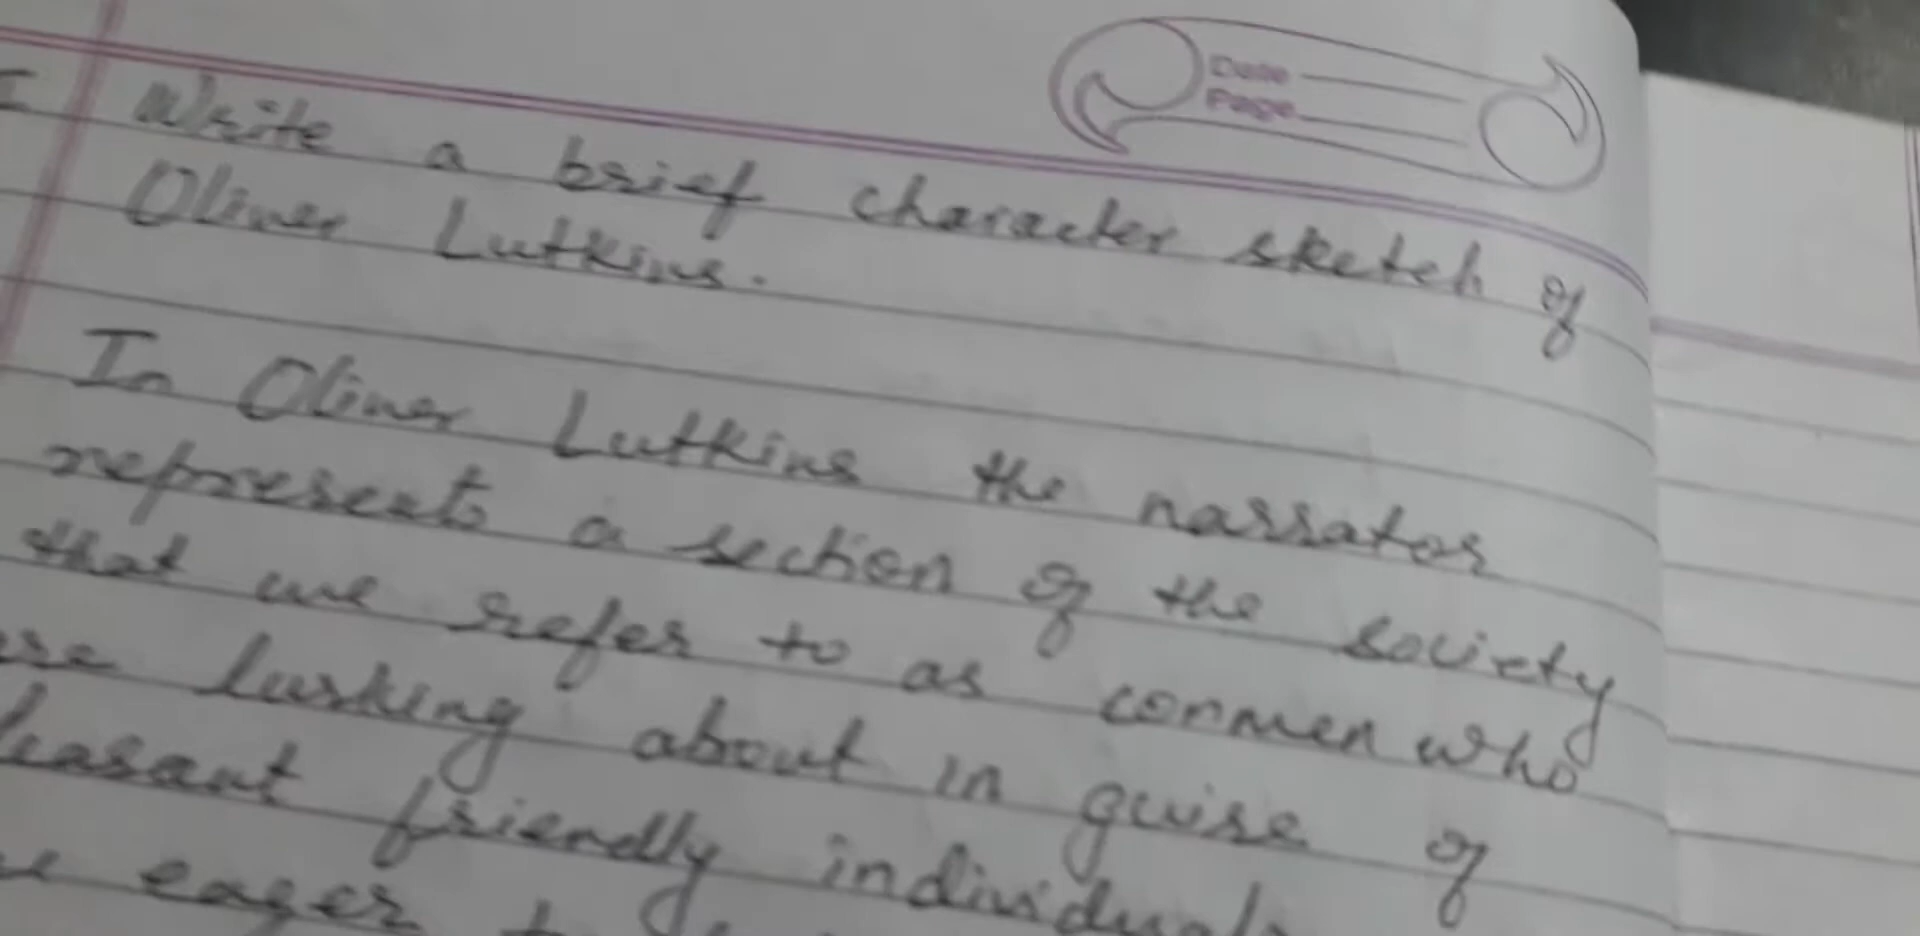 Date
Page
I Write a brief character sketch of
Oliver Lutkins.
In Oliver Lutkins the narrator
represents a section of the society
that we refer to as conmen who
lurking about in guise of
friendly individuals
eager